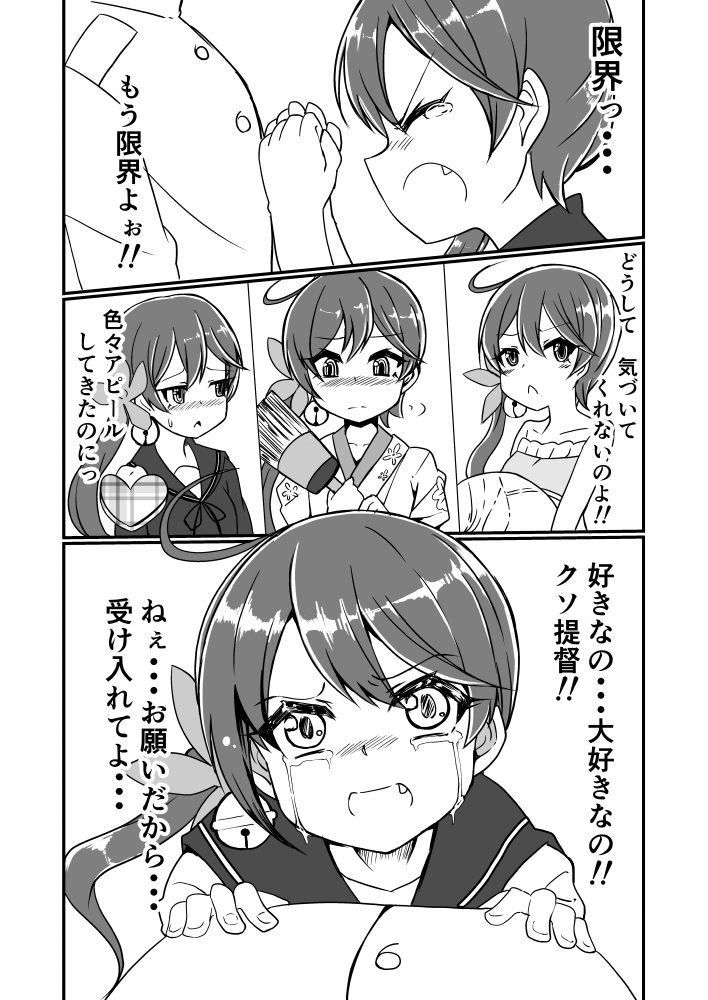 限界っ・・・
もう限界よぉ!!
どうして　気づいて
くれないのよ!!
色々アピール
してきたのにっ
好きなの・・・大好きなの!!
クソ提督!!
ねぇ・・・お願いだから・・・
受け入れてよ・・・